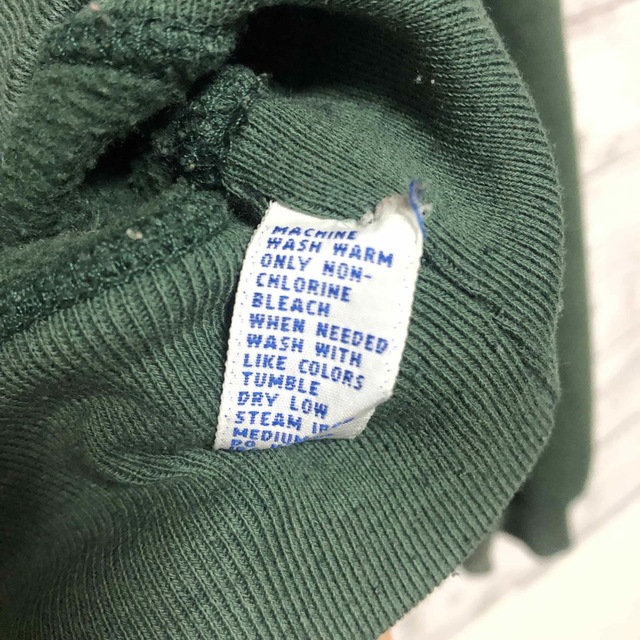 MACHINE
WASH WARM
ONLY NON-
CHLORINE
BLEACH
WHEN NEEDED
WASH WITH
LIKE COLORS
TUMBLE
DRY LOW
STEAM
MEDIUM